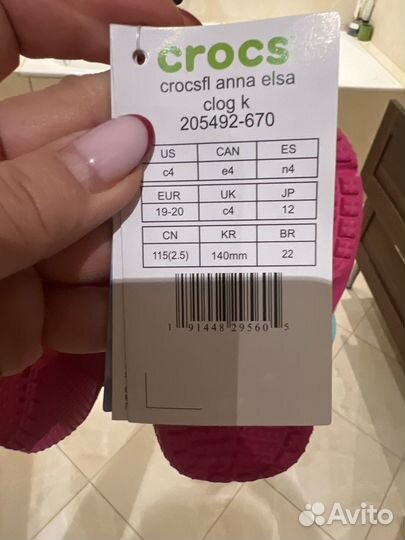 crocs
crocsfl anna elsa
clog k
205492-670
US CAN ES
c4 e4 n4
EUR UK JP
19-20 c4 12
CN KR BR
115(2.5) 140mm 22
1 91448 29560 5
Avito